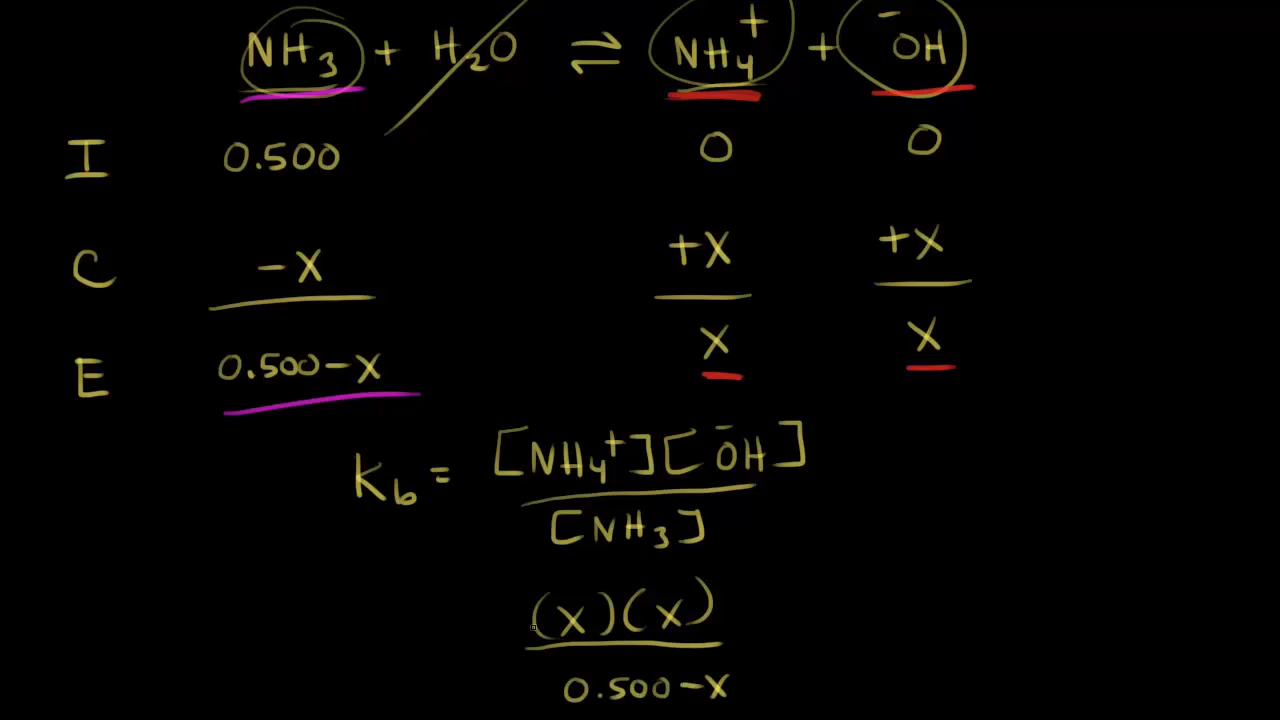 NH₃ + H₂O ⇌ NH₄⁺ + ⁻OH
I 0.500 0 0
C -X +X +X
E 0.500-X X X
Kb = [NH₄⁺][⁻OH]
[NH₃]
(x)(x)
0.500-X